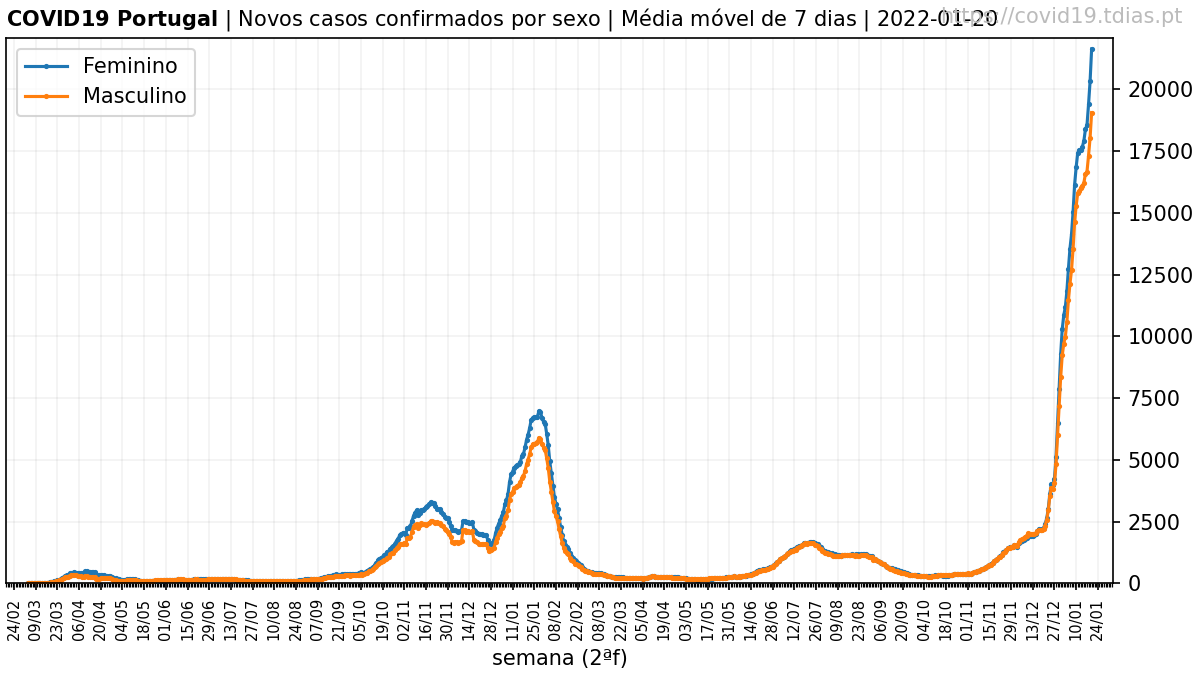 COVID19 Portugal | Novos casos confirmados por sexo | Média móvel de 7 dias | 2022-01-20
https://covid19.tdias.pt
Feminino
Masculino
20000
17500
15000
12500
10000
7500
5000
2500
0
24/02 09/03 23/03 06/04 20/04 04/05 18/05 01/06 15/06 29/06 13/07 27/07 10/08 24/08 07/09 21/09 05/10 19/10 02/11 16/11 30/11 14/12 28/12 11/01 25/01 08/02 22/02 08/03 22/03 05/04 19/04 03/05 17/05 31/05 14/06 28/06 12/07 26/07 09/08 23/08 06/09 20/09 04/10 18/10 01/11 15/11 29/11 13/12 27/12 10/01 24/01
semana (2ªf)